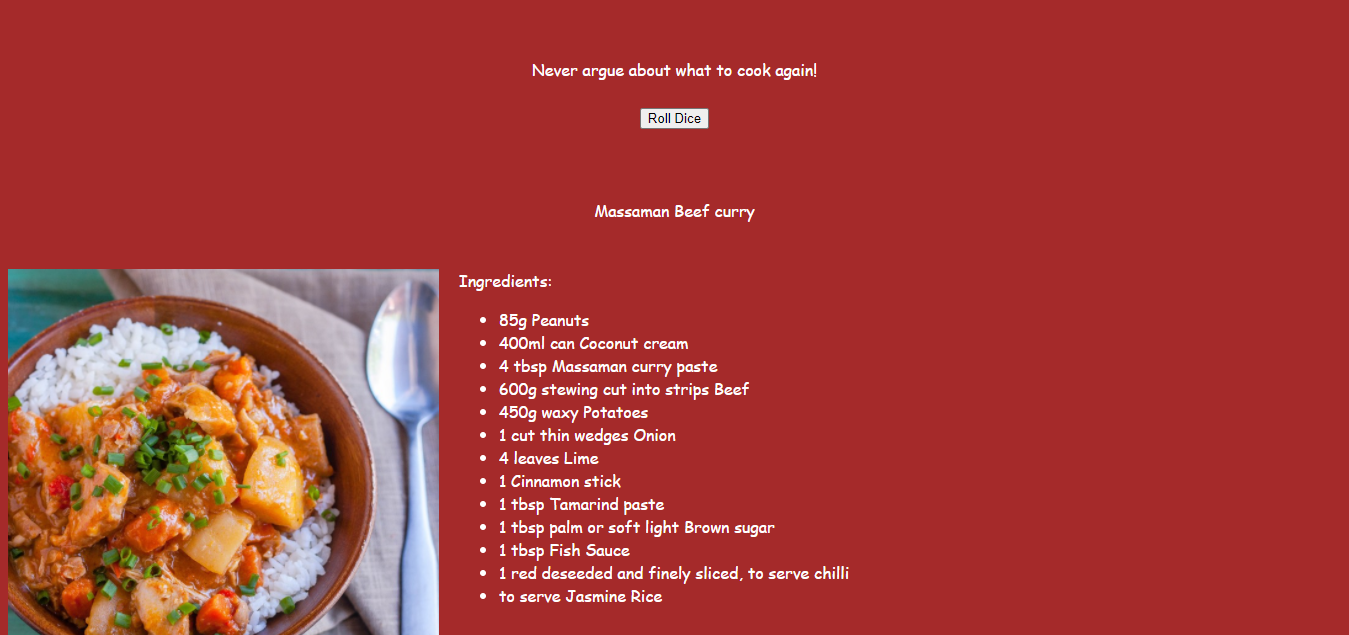 Never argue about what to cook again!
Roll Dice
Massaman Beef curry
Ingredients:
85g Peanuts
400ml can Coconut cream
4 tbsp Massaman curry paste
600g stewing cut into strips Beef
450g waxy Potatoes
1 cut thin wedges Onion
4 leaves Lime
1 Cinnamon stick
1 tbsp Tamarind paste
1 tbsp palm or soft light Brown sugar
1 tbsp Fish Sauce
1 red deseeded and finely sliced, to serve chilli
to serve Jasmine Rice